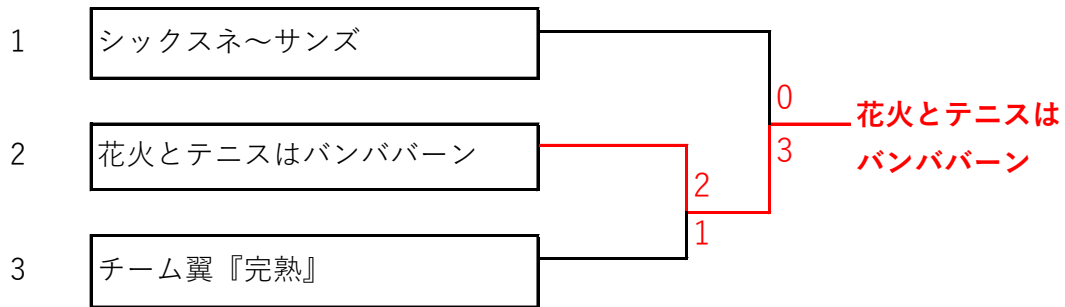 1 シックスネ～サンズ
0
花火とテニスは
2 花火とテニスはバンババーン
3
バンババーン
2
1
3 チーム翼『完熟』